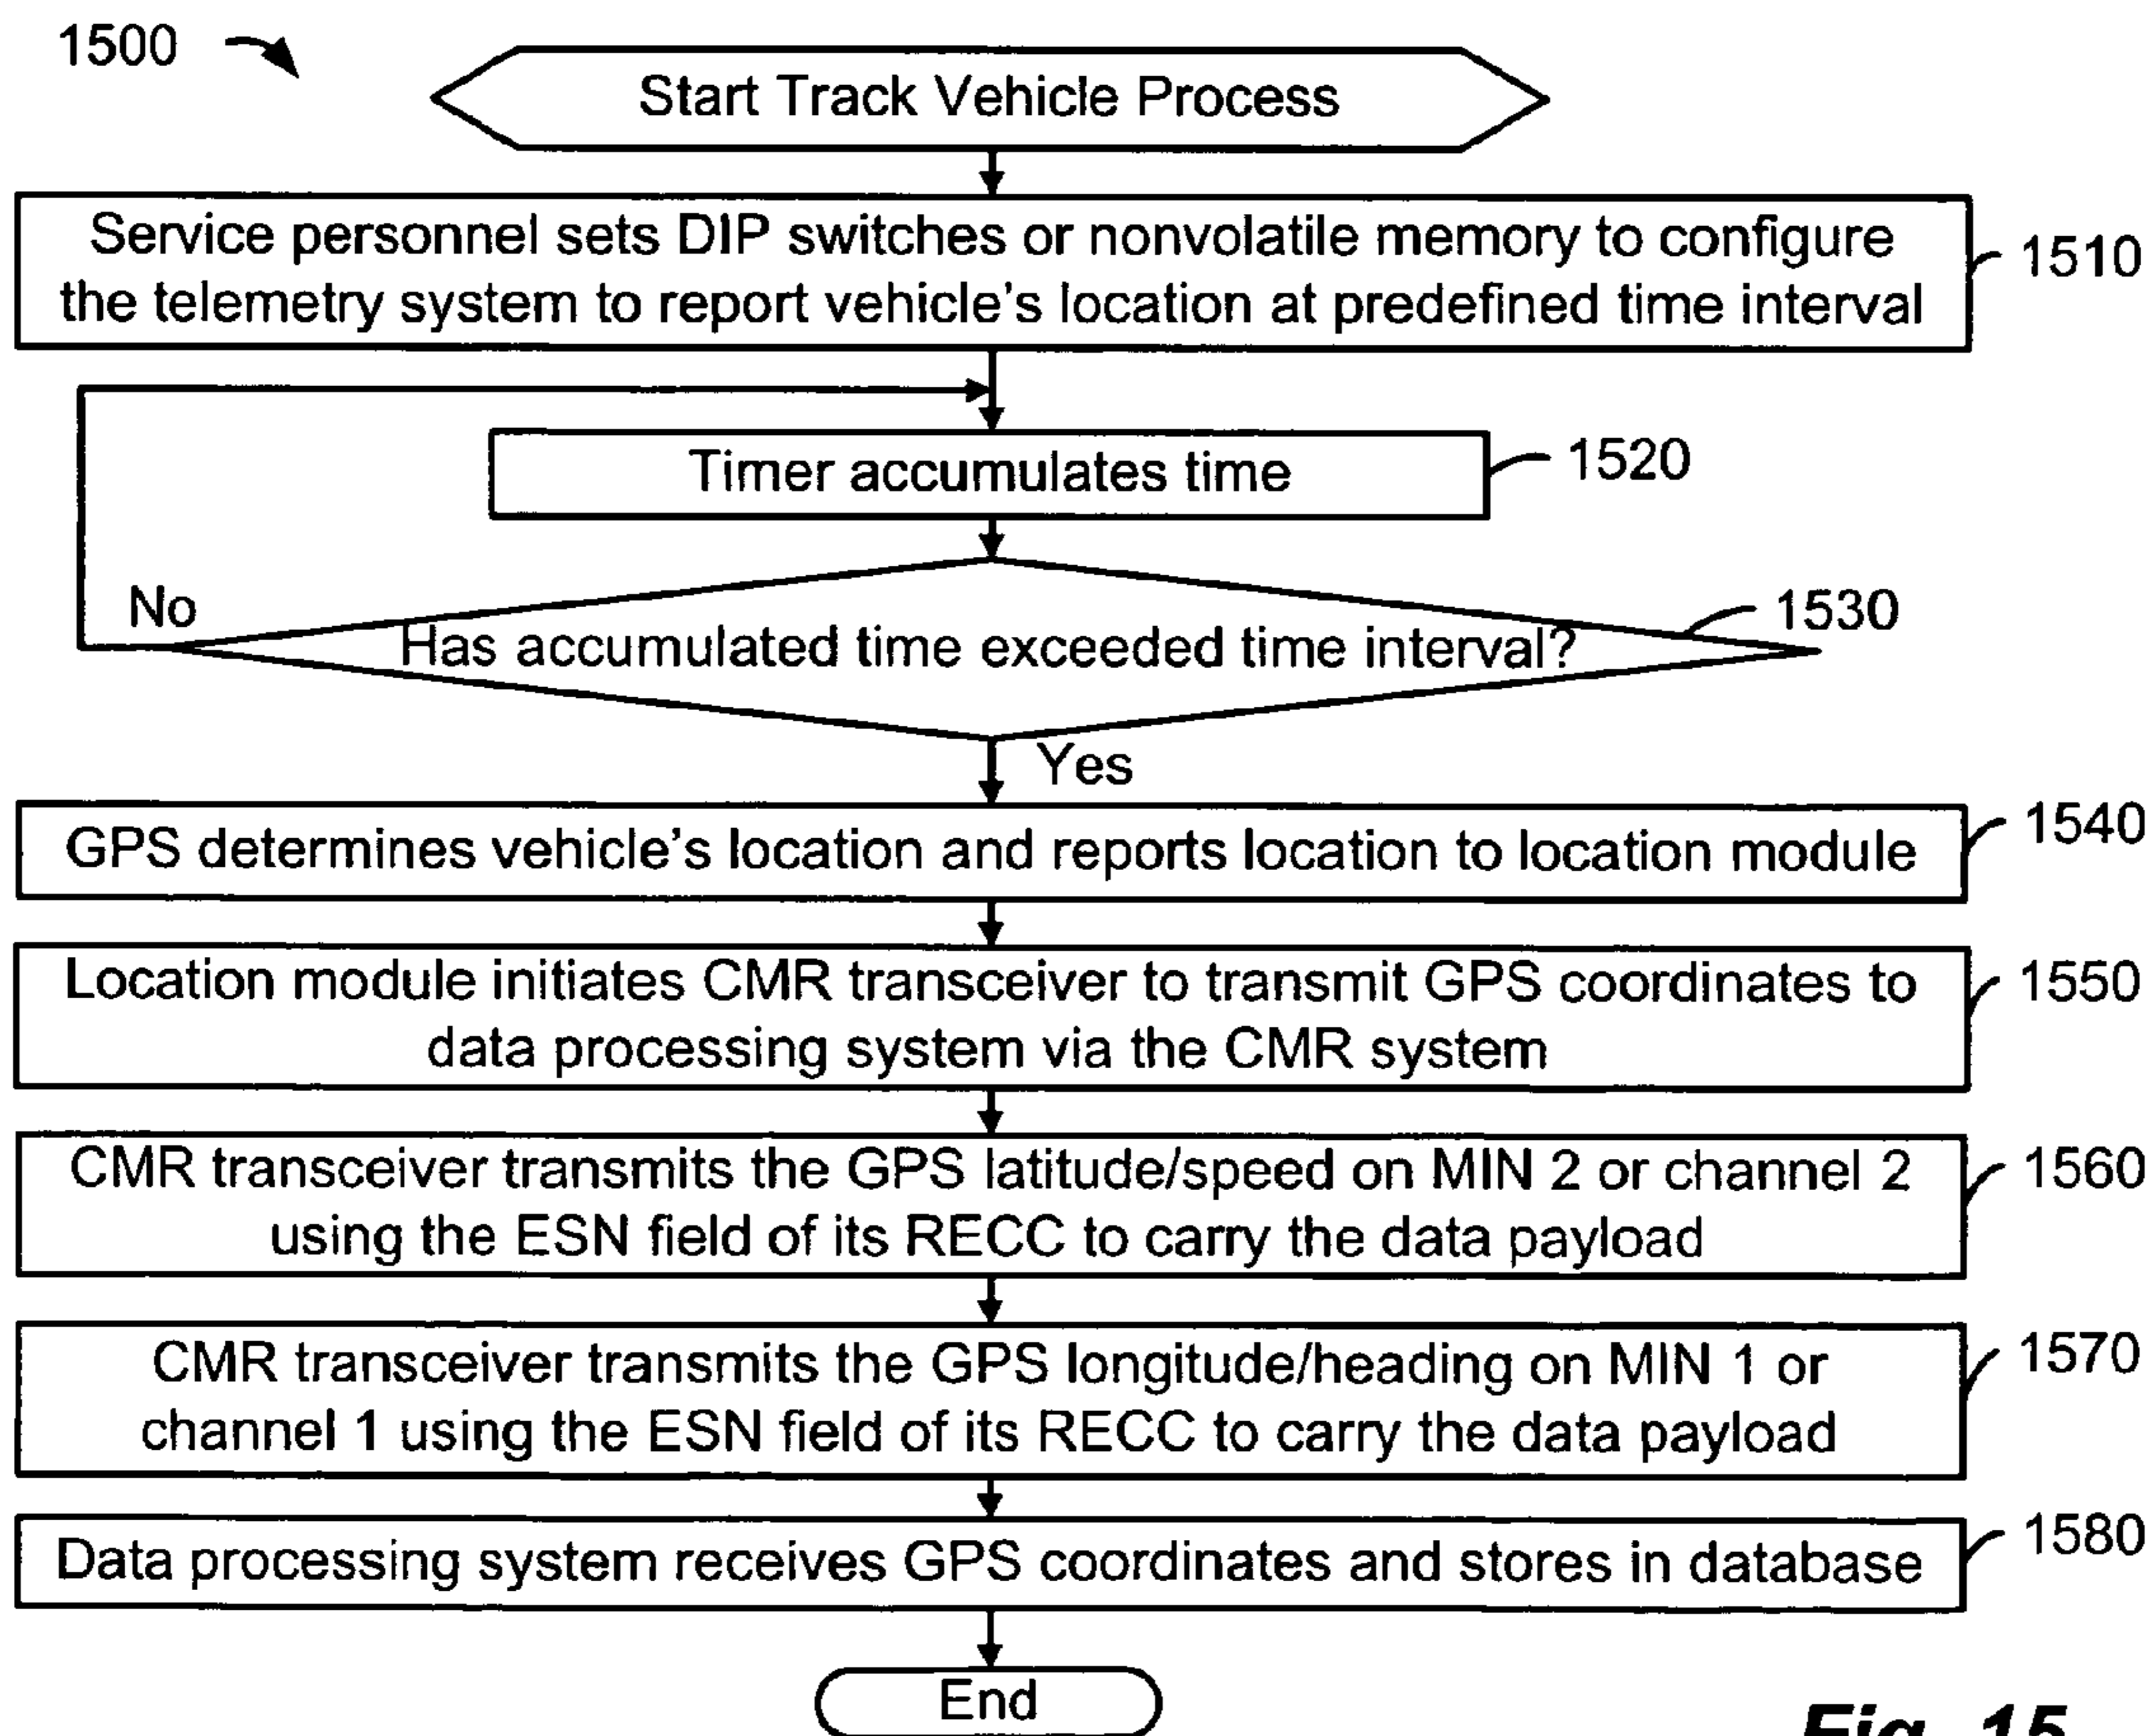 1500
Start Track Vehicle Process
Service personnel sets DIP switches or nonvolatile memory to configure
the telemetry system to report vehicle's location at predefined time interval
1510
Timer accumulates time
1520
No
Has accumulated time exceeded time interval?
1530
Yes
GPS determines vehicle's location and reports location to location module
1540
Location module initiates CMR transceiver to transmit GPS coordinates to
data processing system via the CMR system
1550
CMR transceiver transmits the GPS latitude/speed on MIN 2 or channel 2
using the ESN field of its RECC to carry the data payload
1560
CMR transceiver transmits the GPS longitude/heading on MIN 1 or
channel 1 using the ESN field of its RECC to carry the data payload
1570
Data processing system receives GPS coordinates and stores in database
1580
End
Fig. 15